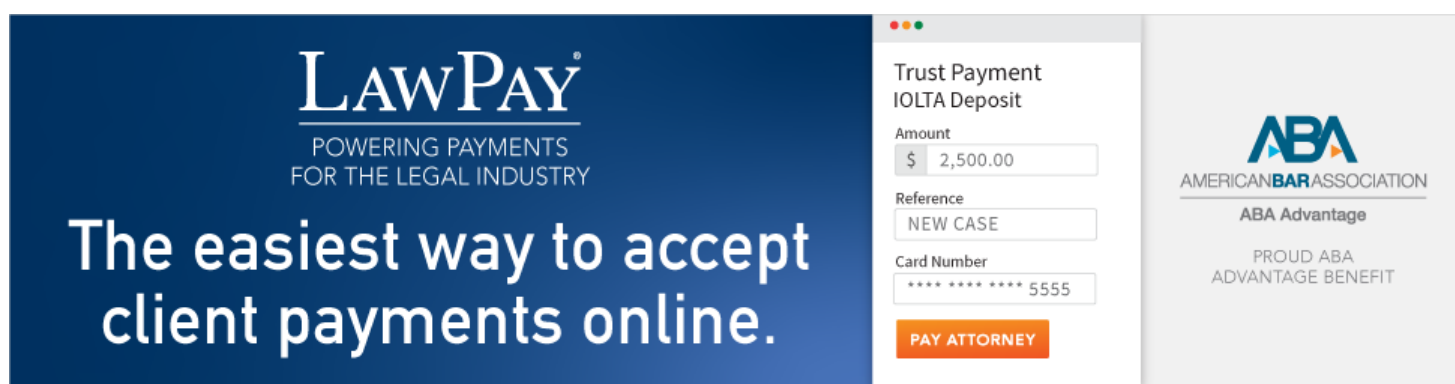 LAWPAY®
POWERING PAYMENTS
FOR THE LEGAL INDUSTRY
The easiest way to accept
client payments online.
Trust Payment
IOLTA Deposit
Amount
$ 2,500.00
Reference
NEW CASE
Card Number
**** **** **** 5555
PAY ATTORNEY
ABA
AMERICANBARASSOCIATION
ABA Advantage
PROUD ABA
ADVANTAGE BENEFIT